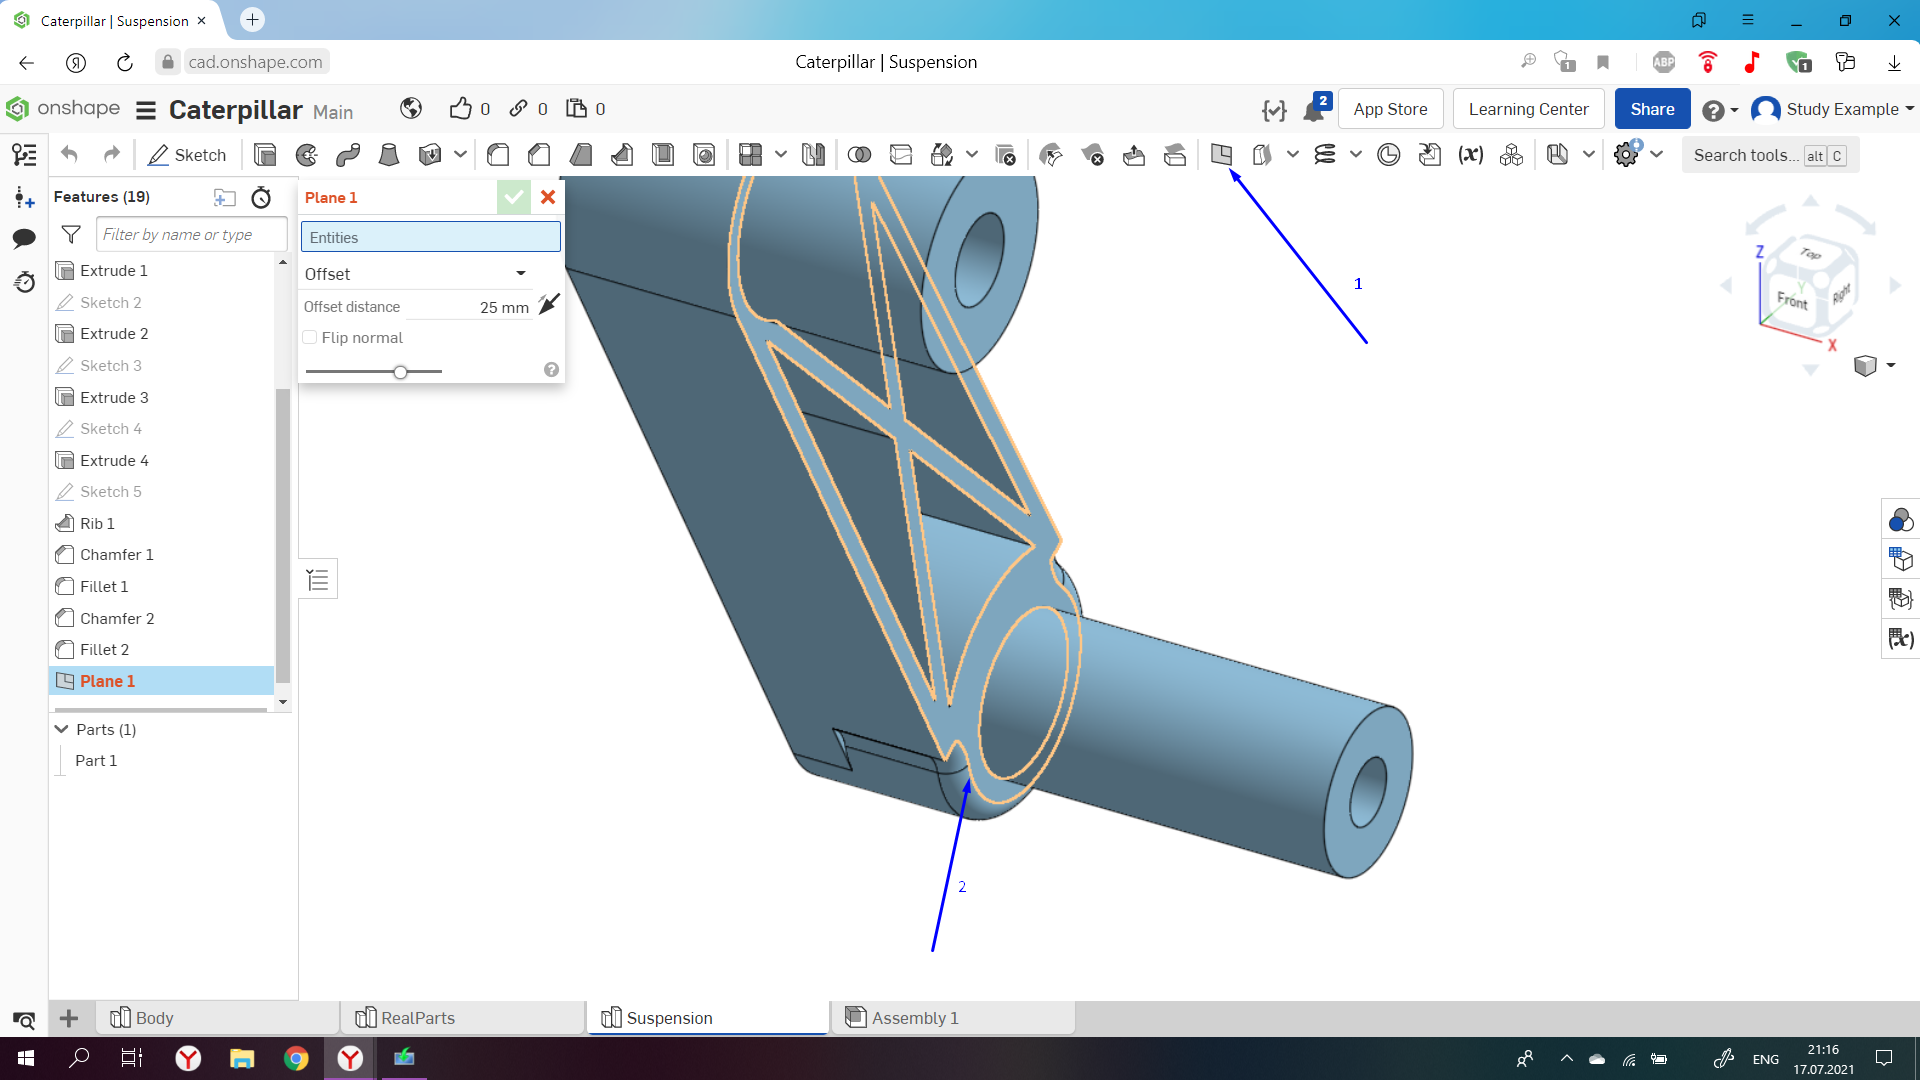 Caterpillar | Suspension
cad.onshape.com
Caterpillar | Suspension
ABP
1
1
onshape
Caterpillar Main
0
0
0
2
App Store
Learning Center
Share
Study Example
Sketch
(x)
Search tools... alt C
Features (19)
Filter by name or type
Extrude 1
Sketch 2
Extrude 2
Sketch 3
Extrude 3
Sketch 4
Extrude 4
Sketch 5
Rib 1
Chamfer 1
Fillet 1
Chamfer 2
Fillet 2
Plane 1
Parts (1)
Part 1
Plane 1
Entities
Offset
Offset distance 25 mm
Flip normal
1
2
Z
Top
Y
Front
Right
X
(x)
Body
RealParts
Suspension
Assembly 1
ENG
21:16
17.07.2021